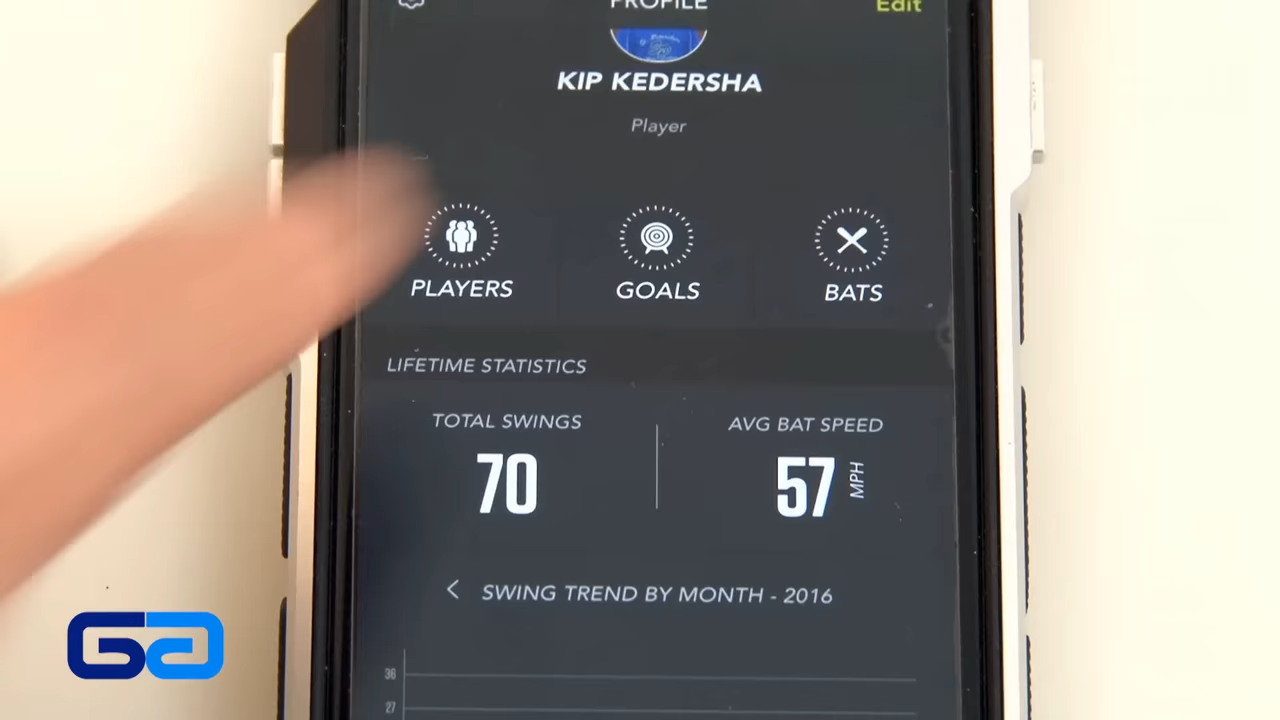 PROFILE
Edit
KIP KEDERSHA
Player
PLAYERS
GOALS
BATS
LIFETIME STATISTICS
TOTAL SWINGS
AVG BAT SPEED
70
57 MPH
SWING TREND BY MONTH - 2016
36
27
GG